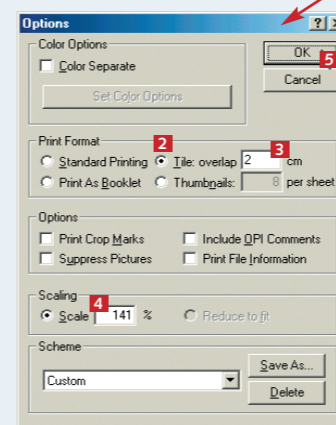 Options
Color Options
Color Separate
Set Color Options
OK
5
Cancel
Print Format
2
3
Standard Printing Tile: overlap 2 cm
Print As Booklet Thumbnails: 8 per sheet
Options
Print Crop Marks Include OPI Comments
Suppress Pictures Print File Information
Scaling
4
Scale 141 % Reduce to fit
Scheme
Custom
Save As...
Delete